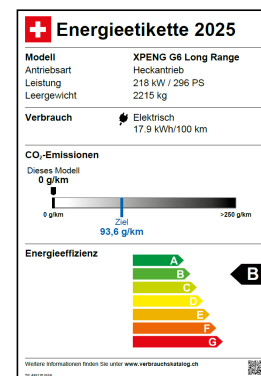 Energieetikette 2025
Modell XPENG G6 Long Range
Antriebsart Heckantrieb
Leistung 218 kW / 296 PS
Leergewicht 2215 kg
Verbrauch Elektrisch
17.9 kWh/100 km
CO₂-Emissionen
Dieses Modell
0 g/km
0 g/km >250 g/km
Ziel
93,6 g/km
Energieeffizienz
A
B B
C
D
E
F
G
Weitere Informationen finden Sie unter www.verbrauchskatalog.ch